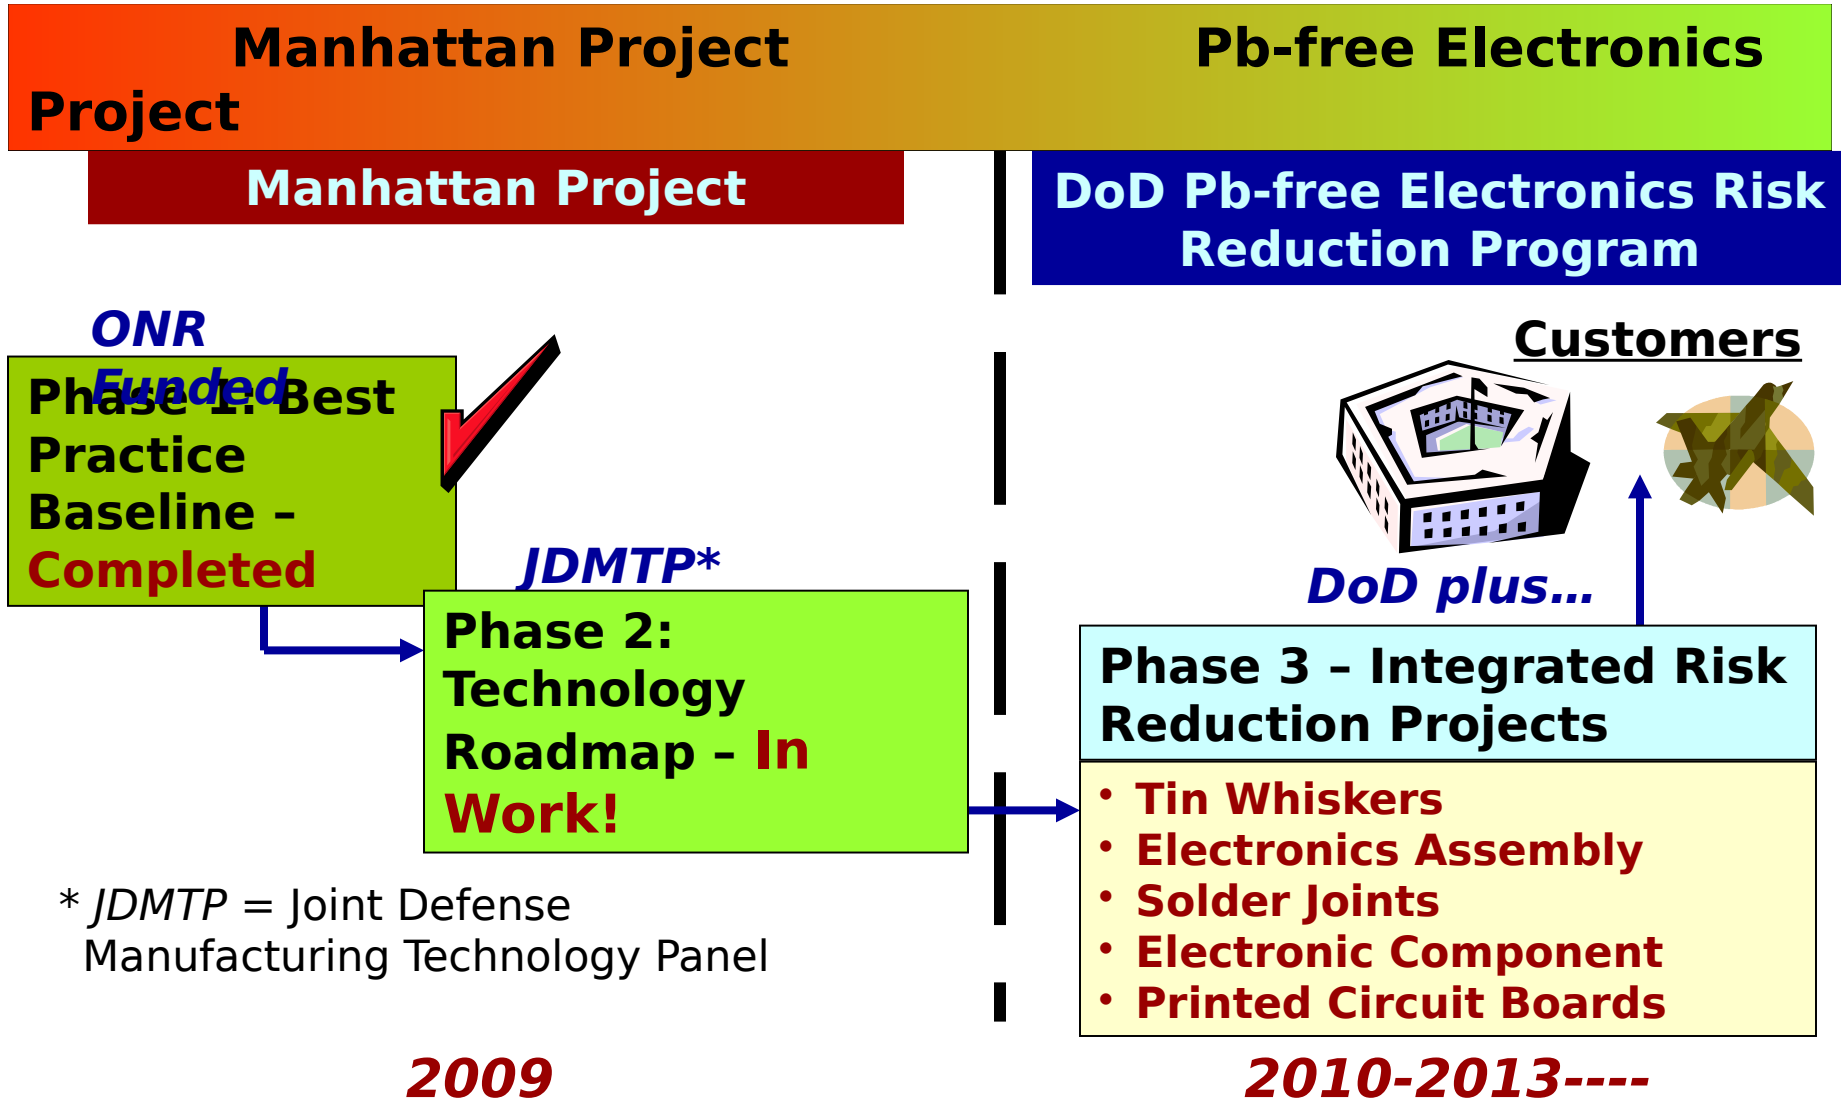 Manhattan Project Pb-free Electronics
Project
Manhattan Project
DoD Pb-free Electronics Risk
Reduction Program
ONR
Funded
Phase 1: Best
Practice
Baseline –
Completed
JDMTP*
Phase 2:
Technology
Roadmap – In
Work!
* JDMTP = Joint Defense
Manufacturing Technology Panel
2009
Customers
DoD plus…
Phase 3 – Integrated Risk
Reduction Projects
• Tin Whiskers
• Electronics Assembly
• Solder Joints
• Electronic Component
• Printed Circuit Boards
2010-2013----